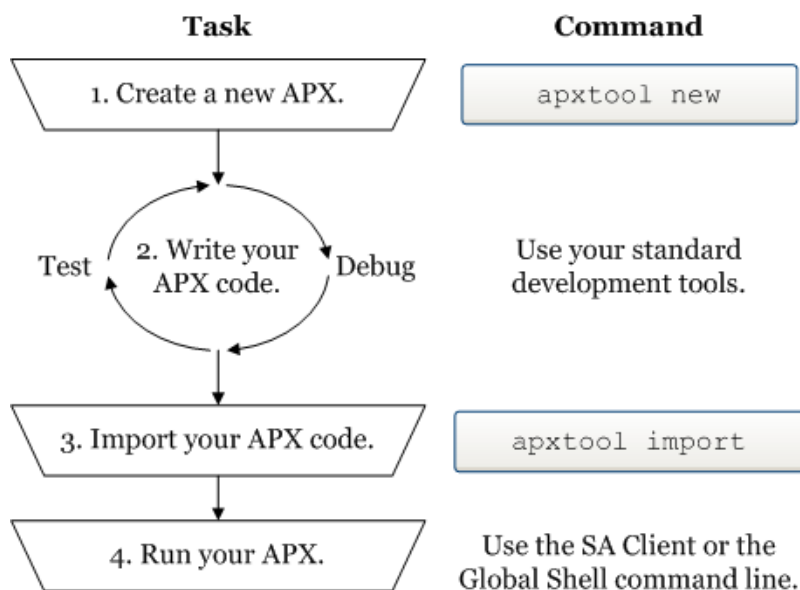 Task
Command
1. Create a new APX.
apxtool new
Test
2. Write your
APX code.
Debug
Use your standard
development tools.
3. Import your APX code.
apxtool import
4. Run your APX.
Use the SA Client or the
Global Shell command line.